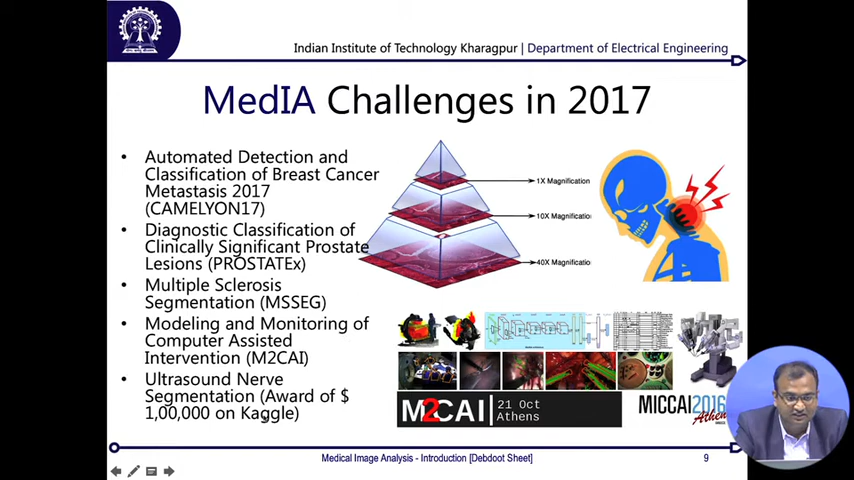 Indian Institute of Technology Kharagpur | Department of Electrical Engineering
MedIA Challenges in 2017
• Automated Detection and
Classification of Breast Cancer
Metastasis 2017
(CAMELYON17)
• Diagnostic Classification of
Clinically Significant Prostate
Lesions (PROSTATEx)
• Multiple Sclerosis
Segmentation (MSSEG)
• Modeling and Monitoring of
Computer Assisted
Intervention (M2CAI)
• Ultrasound Nerve
Segmentation (Award of $
1,00,000 on Kaggle)
1X Magnification
10X Magnificatio
40X Magnificatio
M2CAI
21 Oct
Athens
MICCAI2016
Athens
Medical Image Analysis - Introduction [Debdoot Sheet]
9